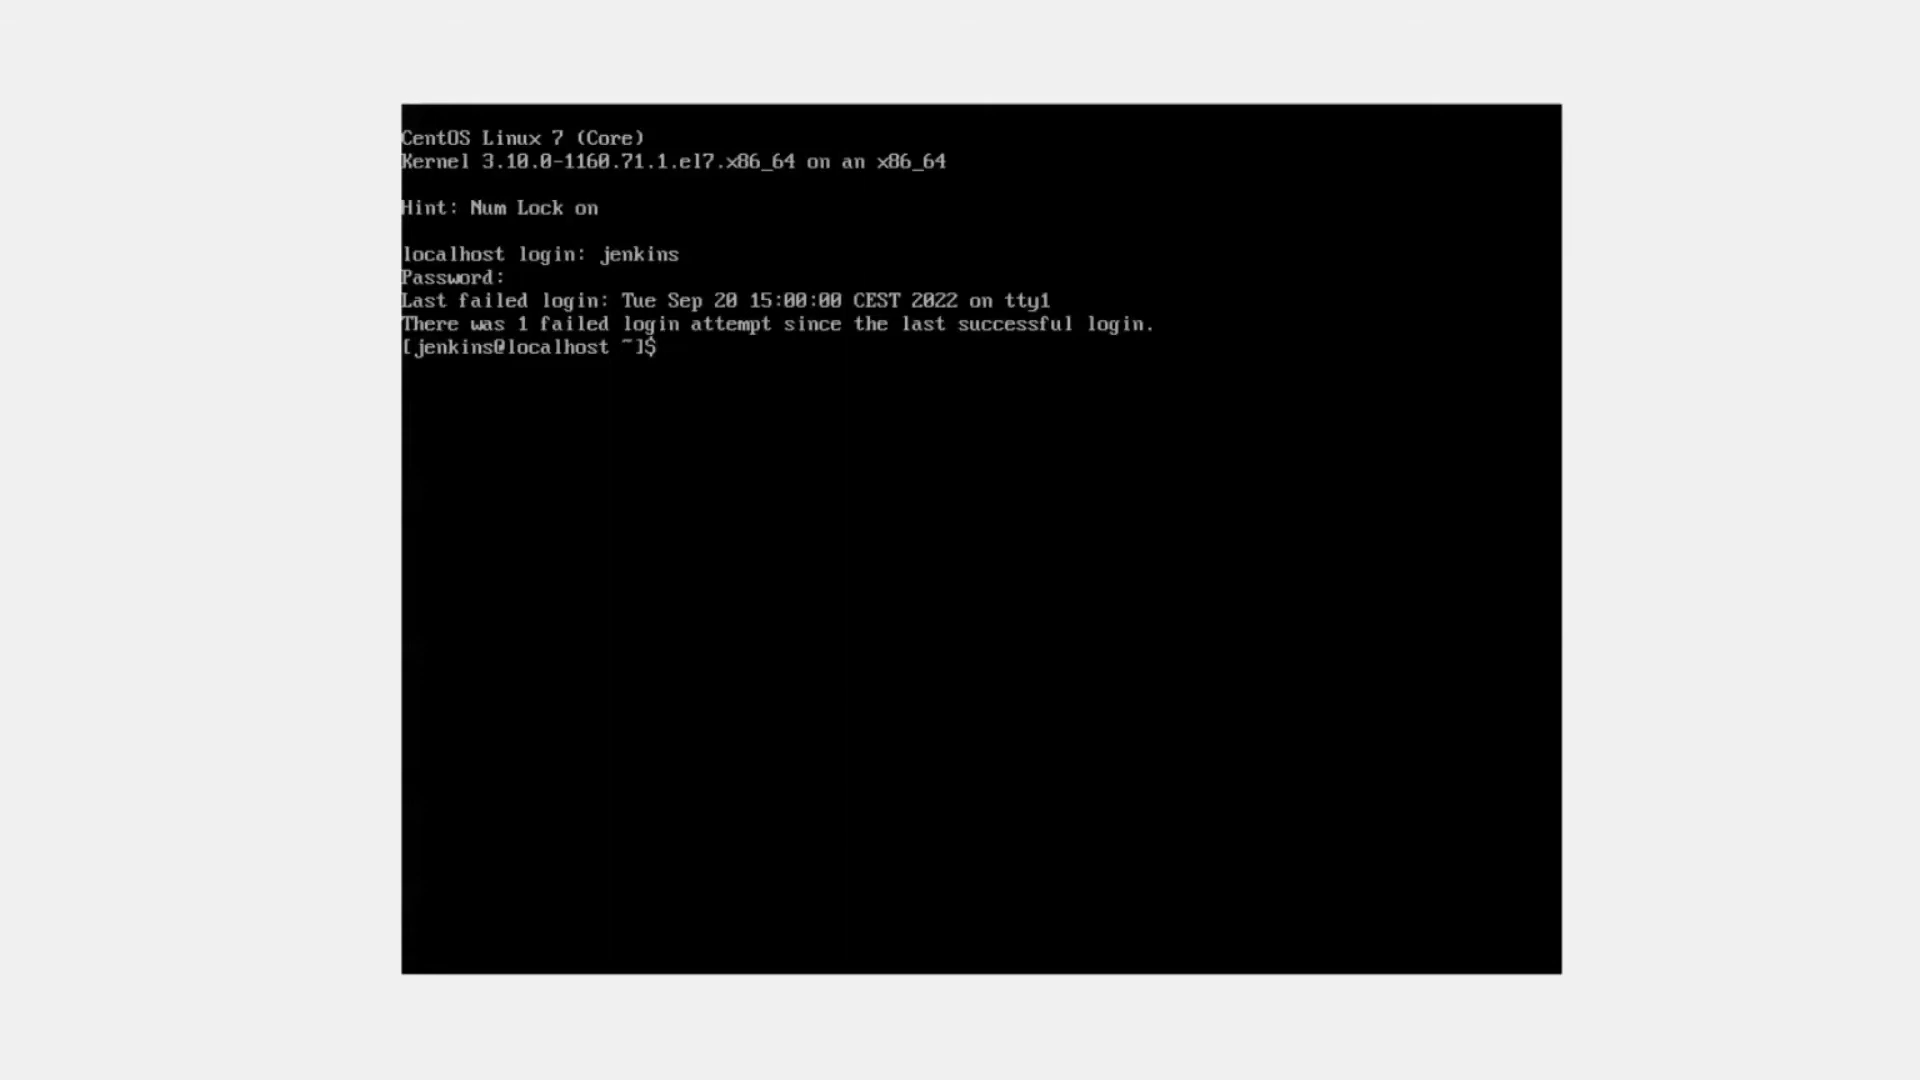 CentOS Linux 7 (Core)
Kernel 3.10.0-1160.71.1.el7.x86_64 on an x86_64
Hint: Num Lock on
localhost login: jenkins
Password:
Last failed login: Tue Sep 20 15:00:00 CEST 2022 on tty1
There was 1 failed login attempt since the last successful login.
[jenkins@localhost ~]$